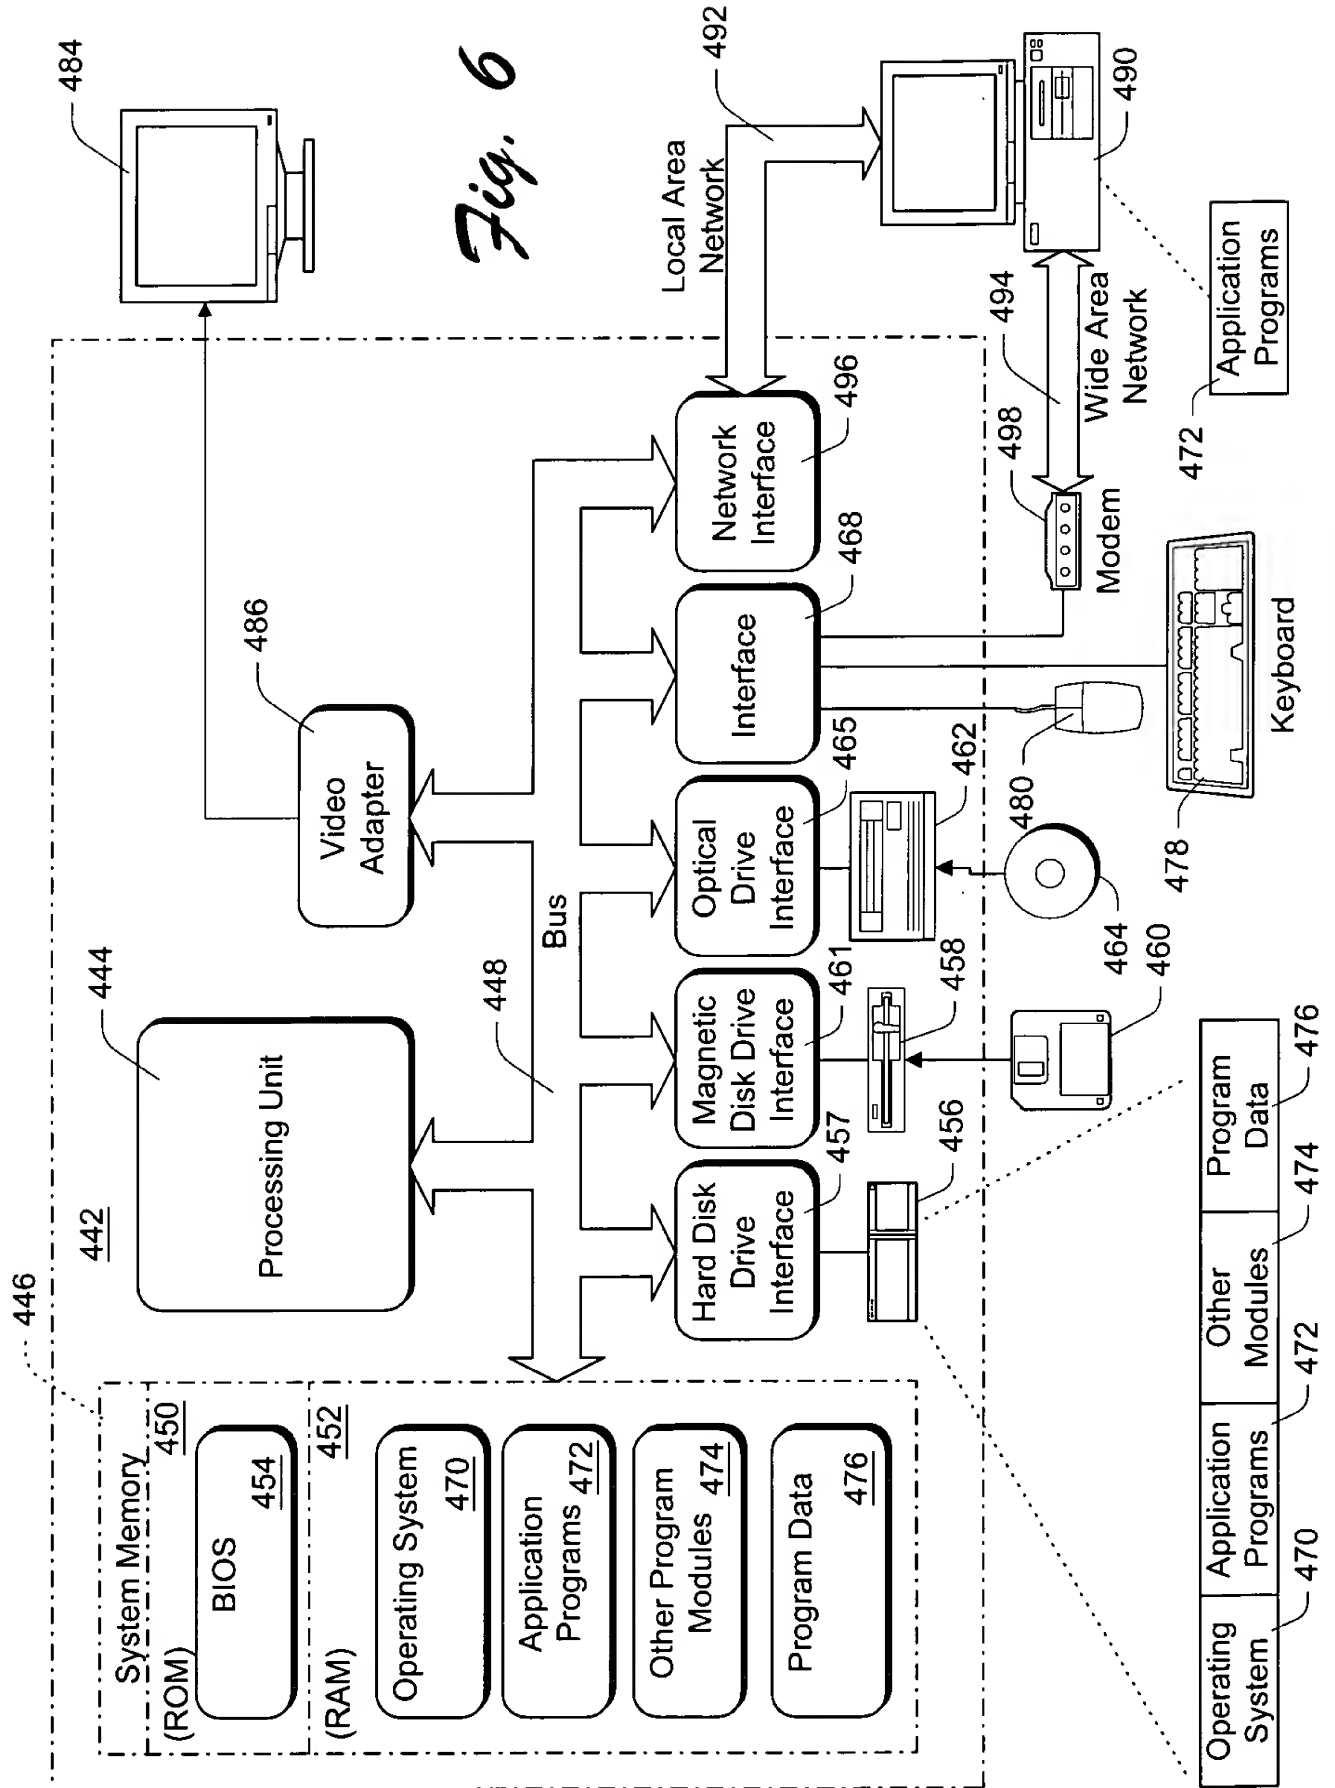 446
442
System Memory
(ROM) 450
BIOS
454
(RAM) 452
Operating System
470
Application
Programs 472
Other Program
Modules 474
Program Data
476
444
Processing Unit
448
Bus
486
Video
Adapter
484
Fig. 6
Hard Disk
Drive
Interface
457
Magnetic
Disk Drive
Interface
461
Optical
Drive
Interface
465
Interface
468
Network
Interface
496
Local Area
Network
492
456
458
460
462
464
480
478
Keyboard
Modem
498
494
Wide Area
Network
490
472
Application
Programs
Operating
System
470
Application
Programs
472
Other
Modules
474
Program
Data
476